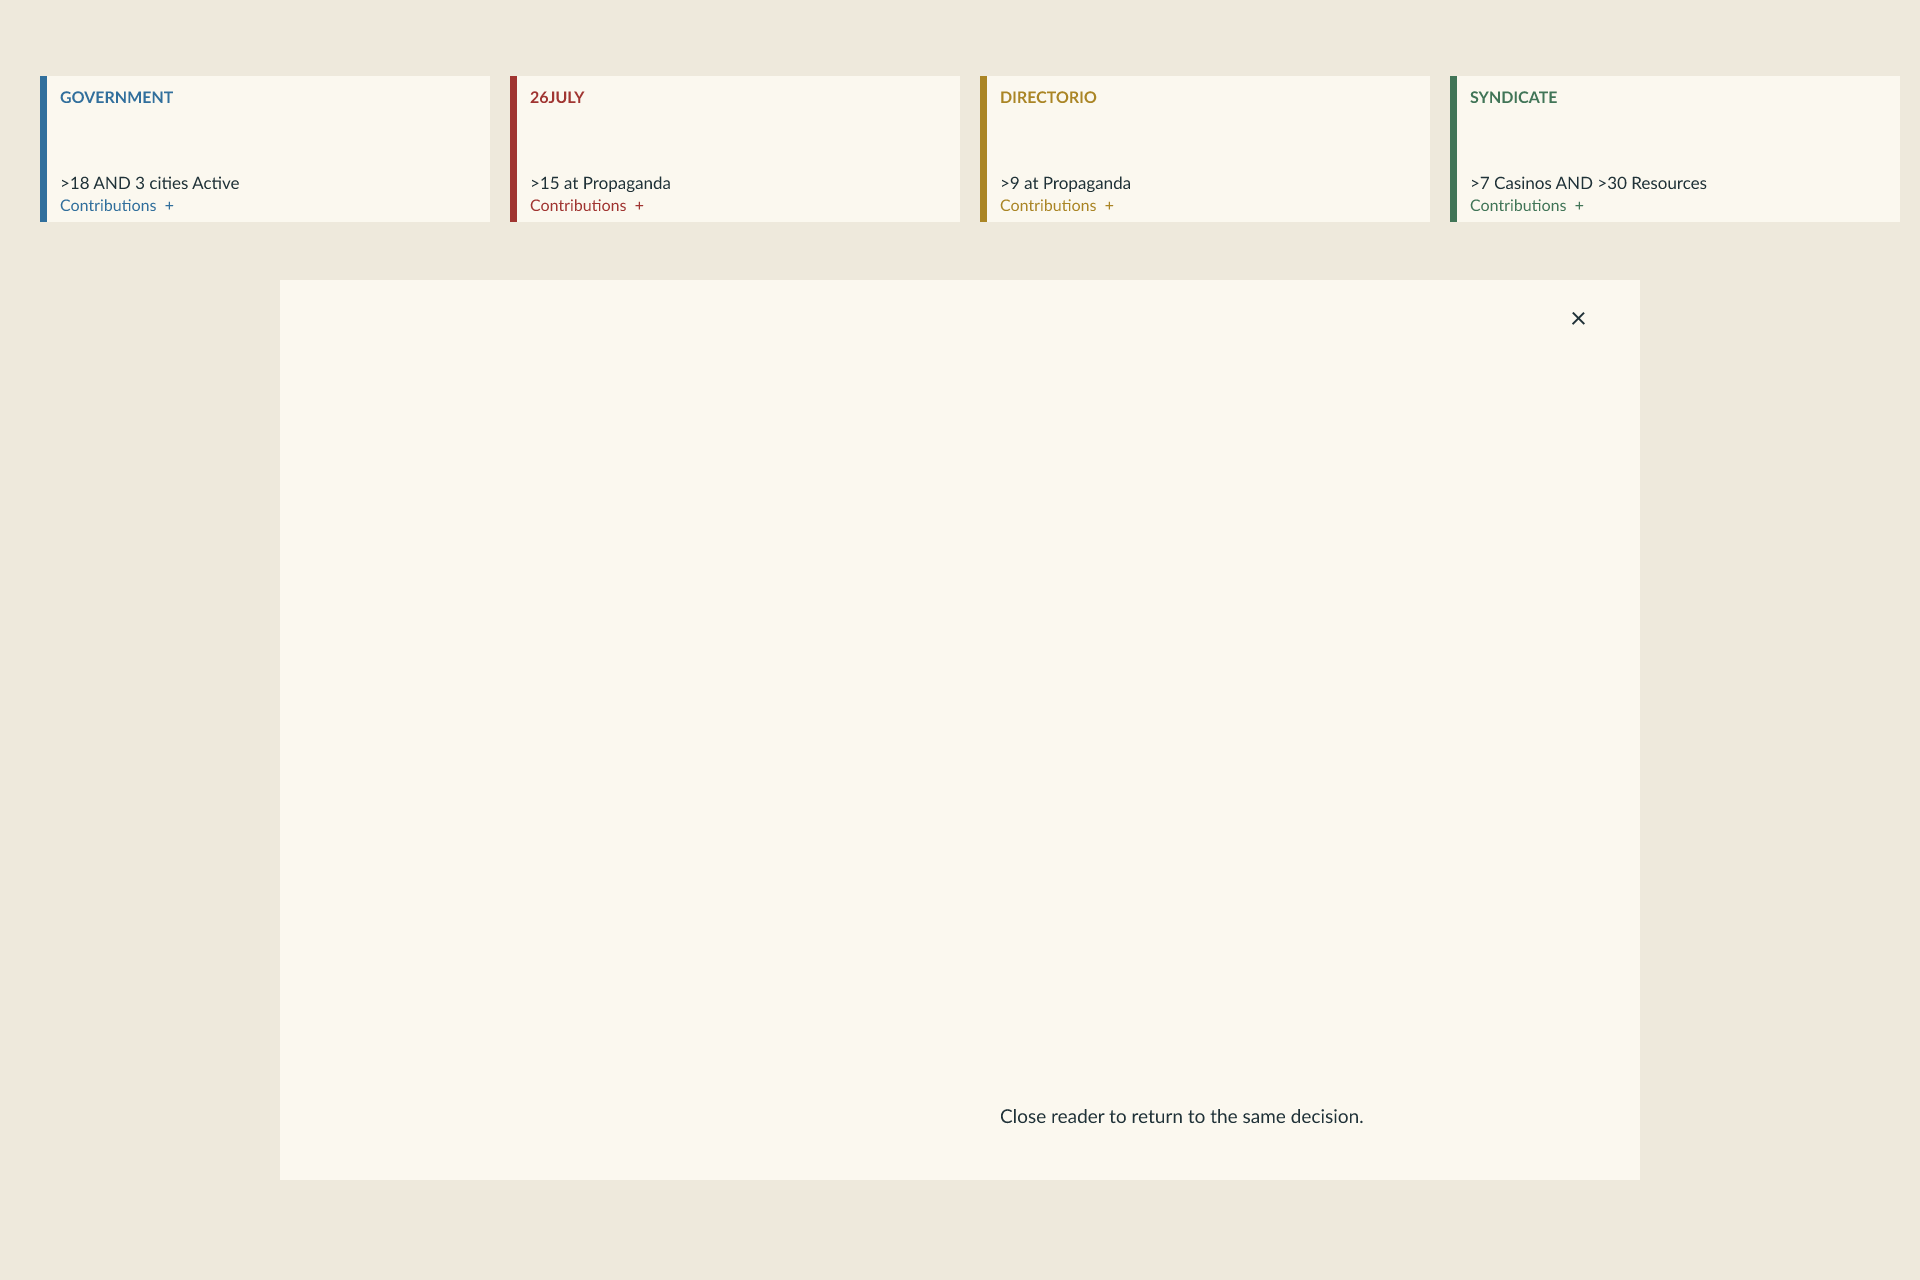 GOVERNMENT
>18 AND 3 cities Active
Contributions +
26JULY
>15 at Propaganda
Contributions +
DIRECTORIO
>9 at Propaganda
Contributions +
SYNDICATE
>7 Casinos AND >30 Resources
Contributions +
×
Close reader to return to the same decision.